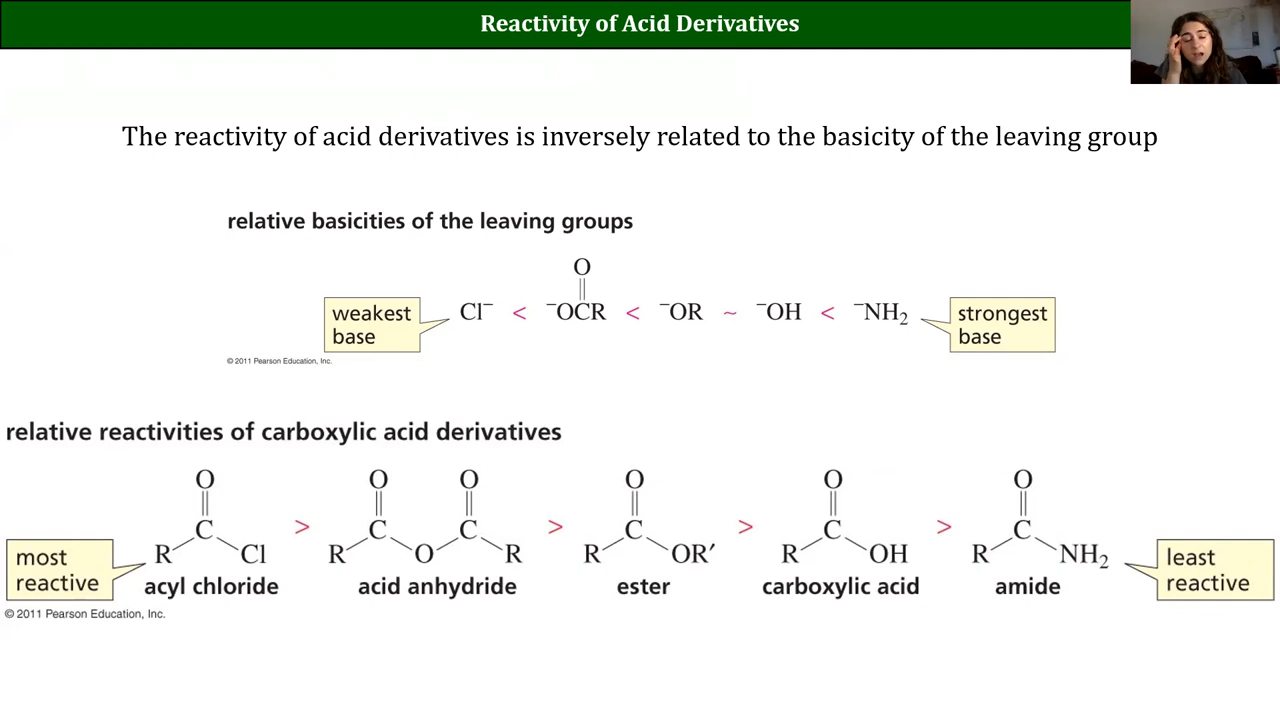 Reactivity of Acid Derivatives
The reactivity of acid derivatives is inversely related to the basicity of the leaving group
relative basicities of the leaving groups
O
weakest
base
Cl⁻ < ⁻OCR < ⁻OR ~ ⁻OH < ⁻NH₂
strongest
base
© 2011 Pearson Education, Inc.
relative reactivities of carboxylic acid derivatives
O O O O O O
C > C C > C > C > C
most
reactive
R Cl R O R R OR′ R OH R NH₂
least
reactive
acyl chloride acid anhydride ester carboxylic acid amide
© 2011 Pearson Education, Inc.